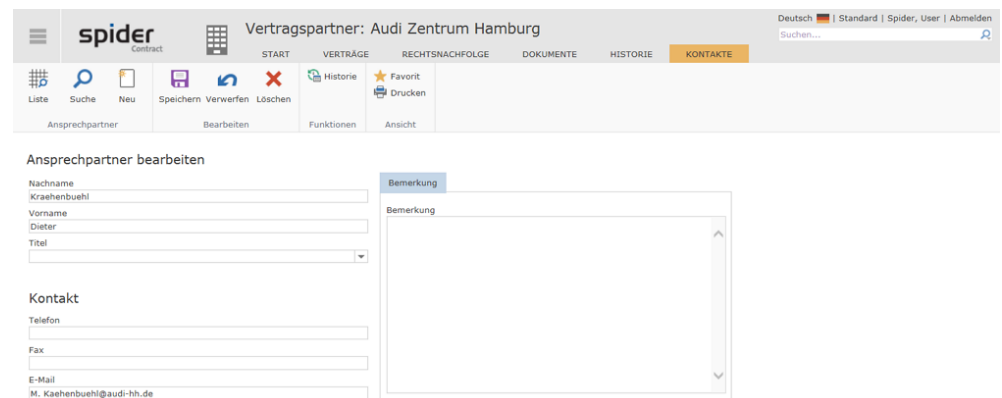 Deutsch | Standard | Spider, User | Abmelden
spider
Contract
Vertragspartner: Audi Zentrum Hamburg
Suchen...
START VERTRÄGE RECHTSNACHFOLGE DOKUMENTE HISTORIE KONTAKTE
Liste Suche Neu Speichern Verwerfen Löschen Historie Favorit
Drucken
Ansprechpartner Bearbeiten Funktionen Ansicht
Ansprechpartner bearbeiten
Nachname
Kraehenbuehl
Vorname
Dieter
Titel
Bemerkung
Bemerkung
Kontakt
Telefon
Fax
E-Mail
M. Kaehenbuehl@audi-hh.de